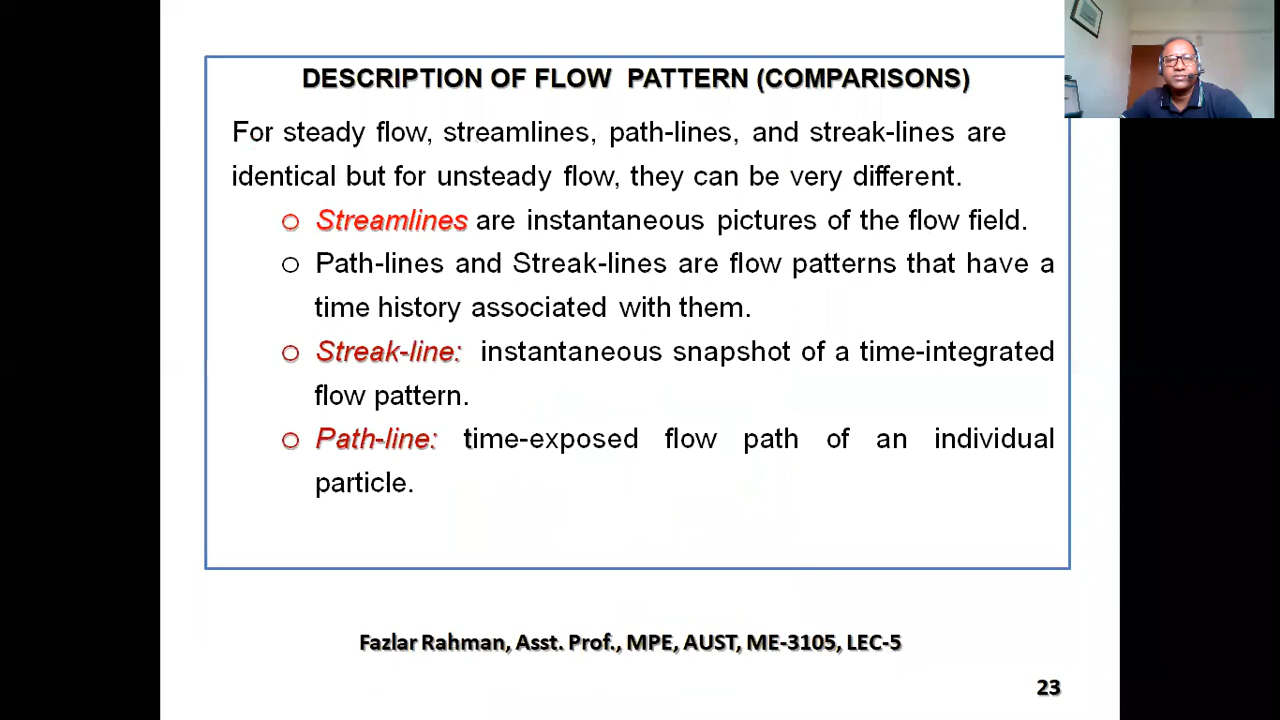 DESCRIPTION OF FLOW PATTERN (COMPARISONS)
For steady flow, streamlines, path-lines, and streak-lines are
identical but for unsteady flow, they can be very different.
Streamlines are instantaneous pictures of the flow field.
Path-lines and Streak-lines are flow patterns that have a
time history associated with them.
Streak-line: instantaneous snapshot of a time-integrated
flow pattern.
Path-line: time-exposed flow path of an individual
particle.
Fazlar Rahman, Asst. Prof., MPE, AUST, ME-3105, LEC-5
23